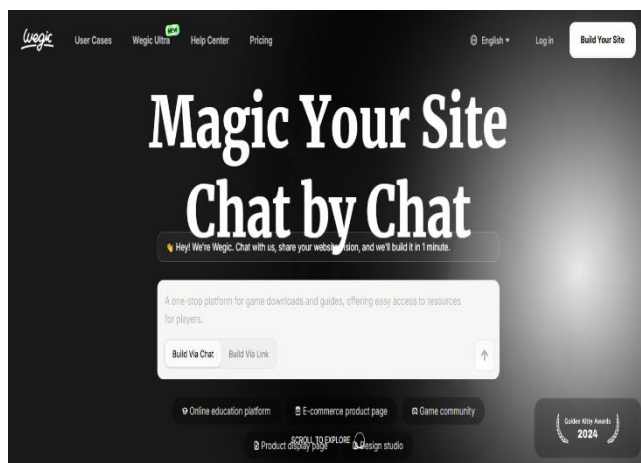 Wegic
User Cases
Wegic Ultra
NEW
Help Center
Pricing
English
Log in
Build Your Site
Magic Your Site
Chat by Chat
👋 Hey! We're Wegic. Chat with us, share your website vision, and we'll build it in 1 minute.
A one-stop platform for game downloads and guides, offering easy access to resources
for players.
Build Via Chat
Build Via Link
Online education platform
E-commerce product page
Game community
Product display page
SCROLL TO EXPLORE
Design studio
Golden Kitty Awards
2024